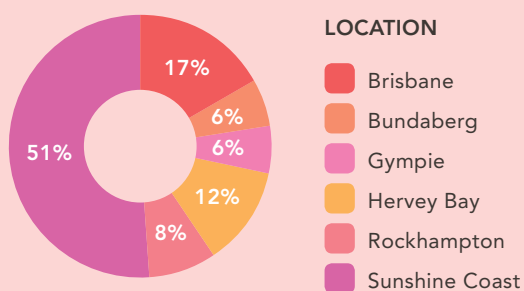 17%
6%
6%
12%
8%
51%
LOCATION
Brisbane
Bundaberg
Gympie
Hervey Bay
Rockhampton
Sunshine Coast